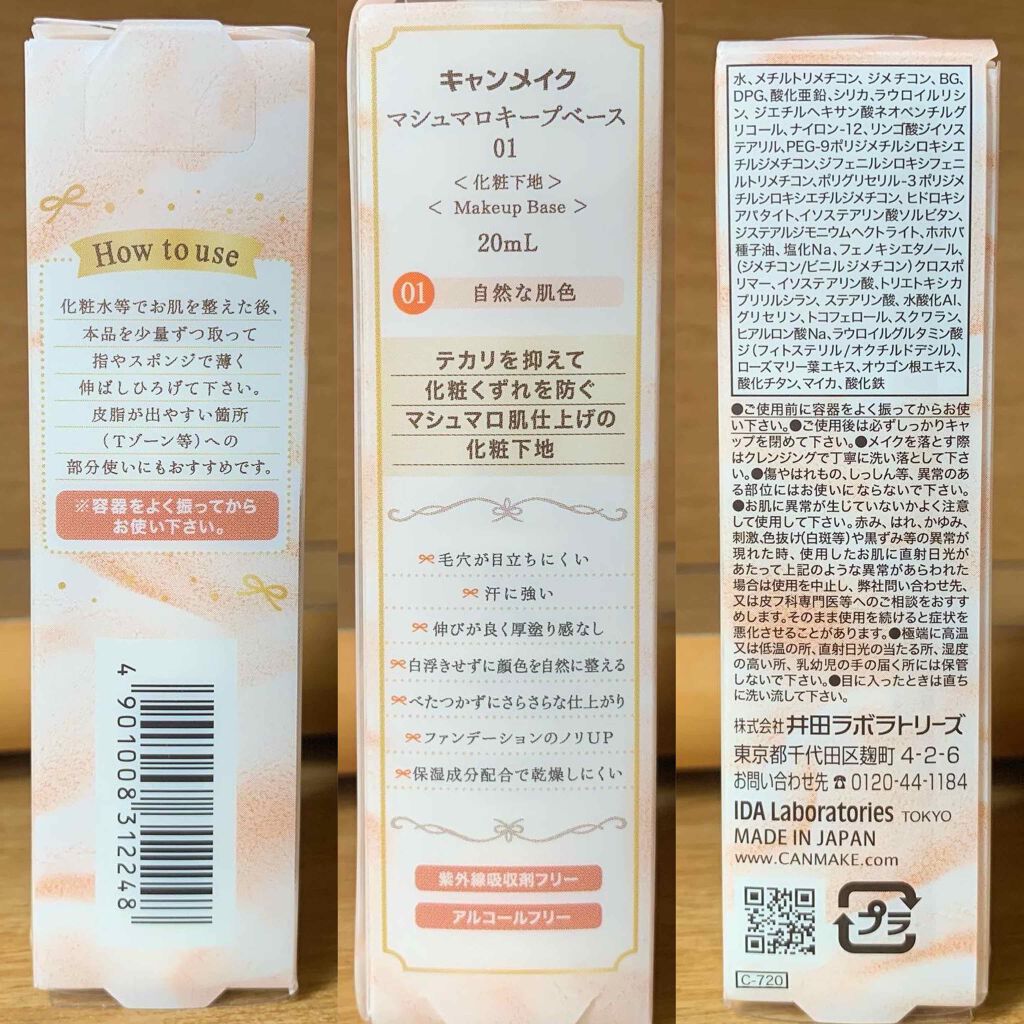 How to use
化粧水等でお肌を整えた後、
本品を少量ずつ取って
指やスポンジで薄く
伸ばしひろげて下さい。
皮脂が出やすい箇所
（Tゾーン等）への
部分使いにもおすすめです。
※容器をよく振ってから
お使い下さい。
4 901008 312248
キャンメイク
マシュマロキープベース
01
＜化粧下地＞
＜ Makeup Base ＞
20mL
01 自然な肌色
テカリを抑えて
化粧くずれを防ぐ
マシュマロ肌仕上げの
化粧下地
毛穴が目立ちにくい
汗に強い
伸びが良く厚塗り感なし
白浮きせずに顔色を自然に整える
べたつかずにさらさらな仕上がり
ファンデーションのノリUP
保湿成分配合で乾燥しにくい
紫外線吸収剤フリー
アルコールフリー
水、メチルトリメチコン、ジメチコン、BG、
DPG、酸化亜鉛、シリカ、ラウロイルリシ
ン、ジエチルヘキサン酸ネオペンチルグ
リコール、ナイロン-12、リンゴ酸ジイソス
テアリル、PEG-9ポリジメチルシロキシエ
チルジメチコン、ジフェニルシロキシフェニ
ルトリメチコン、ポリグリセリル-3ポリジメ
チルシロキシエチルジメチコン、ヒドロキシ
アパタイト、イソステアリン酸ソルビタン、
ジステアルジモニウムヘクトライト、ホホバ
種子油、塩化Na、フェノキシエタノール、
(ジメチコン/ビニルジメチコン)クロスポ
リマー、イソステアリン酸、トリエトキシカ
プリリルシラン、ステアリン酸、水酸化Al、
グリセリン、トコフェロール、スクワラン、
ヒアルロン酸Na、ラウロイルグルタミン酸
ジ(フィトステリル/オクチルドデシル)、
ローズマリー葉エキス、オウゴン根エキス、
酸化チタン、マイカ、酸化鉄
●ご使用前に容器をよく振ってからお使
い下さい。●ご使用後は必ずしっかりキャ
ップを閉めて下さい。●メイクを落とす際
はクレンジングで丁寧に洗い落として下さ
い。●傷やはれもの、しっしん等、異常のあ
る部位にはお使いにならないで下さい。
●お肌に異常が生じていないかよく注意
して使用して下さい。赤み、はれ、かゆみ、
刺激、色抜け(白斑等)や黒ずみ等の異常が
現れた時、使用したお肌に直射日光が
あたって上記のような異常があらわれた
場合は使用を中止し、弊社問い合わせ先、
又は皮フ科専門医等へのご相談をおすす
めします。そのまま使用を続けると症状を
悪化させることがあります。●極端に高温
又は低温の所、直射日光の当たる所、湿度
の高い所、乳幼児の手の届く所には保管
しないで下さい。●目に入ったときは直ち
に洗い流して下さい。
株式会社 井田ラボラトリーズ
東京都千代田区麹町 4-2-6
お問い合わせ先 ☎ 0120-44-1184
IDA Laboratories TOKYO
MADE IN JAPAN
www.CANMAKE.com
プラ
C-720